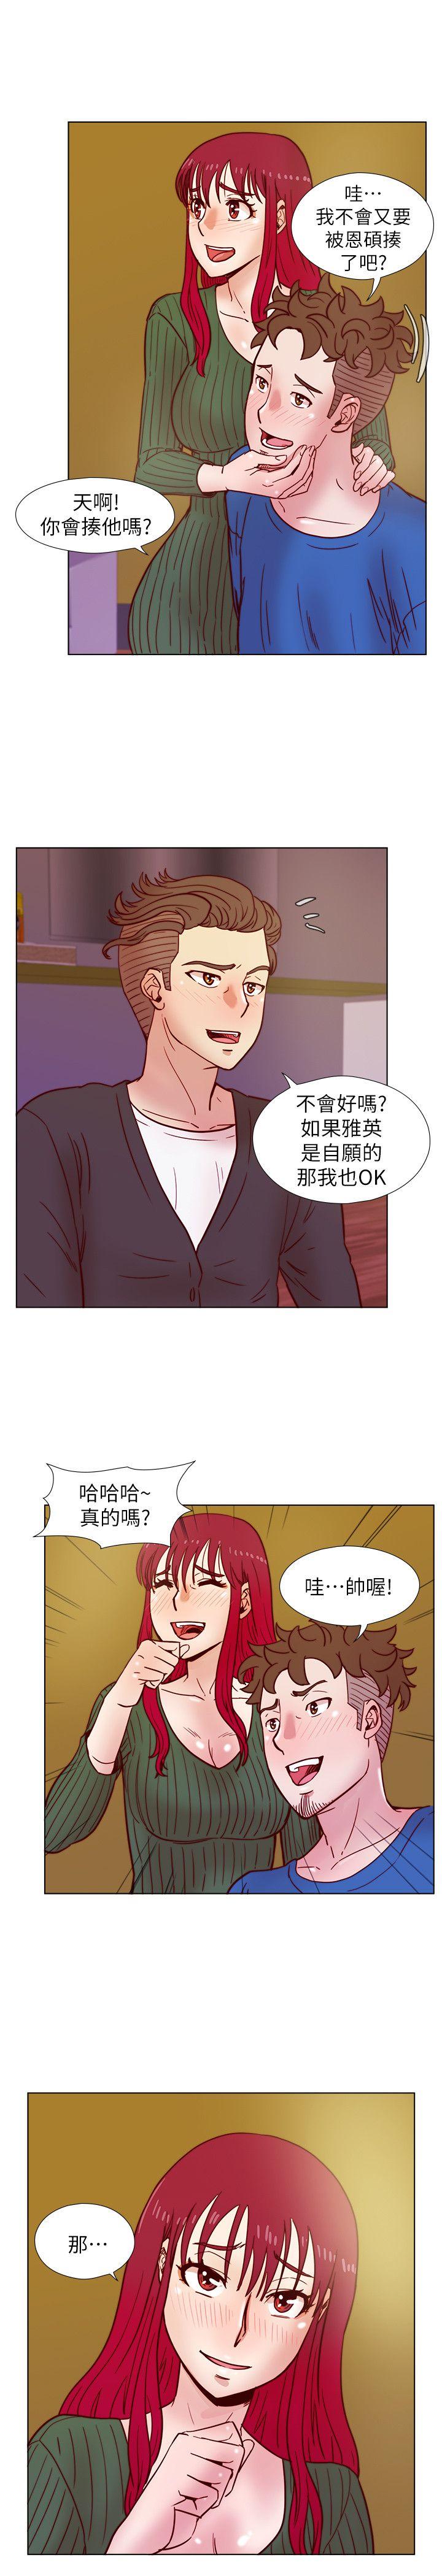 哇…
我不會又要
被恩碩揍
了吧?
天啊!
你會揍他嗎?
不會好嗎?
如果雅英
是自願的
那我也OK
哈哈哈~
真的嗎?
哇…帥喔!
那…